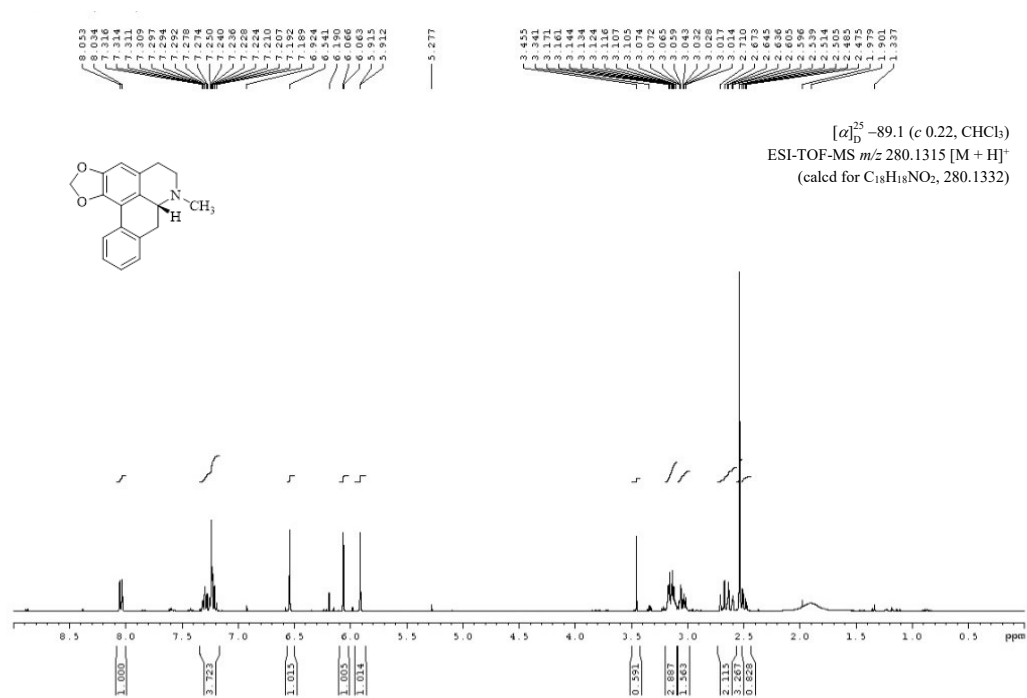 8.053 8.034 7.316 7.314 7.311 7.309 7.297 7.294 7.292 7.278 7.274 7.250 7.240 7.236 7.228 7.224 7.210 7.207 7.192 7.189 6.924 6.541 6.190 6.066 6.063 5.915 5.912 5.277 3.455 3.341 3.171 3.161 3.144 3.134 3.124 3.116 3.107 3.105 3.074 3.072 3.065 3.059 3.043 3.032 3.028 3.017 3.014 2.710 2.673 2.645 2.636 2.605 2.596 2.539 2.514 2.505 2.485 2.475 1.979 1.901 1.337
[α]25D –89.1 (c 0.22, CHCl3)
ESI-TOF-MS m/z 280.1315 [M + H]+
(calcd for C18H18NO2, 280.1332)
O
O
N
CH3
H
8.5 8.0 7.5 7.0 6.5 6.0 5.5 5.0 4.5 4.0 3.5 3.0 2.5 2.0 1.5 1.0 0.5 ppm
1.000 3.723 1.015 1.005 1.014 0.591 2.887 1.563 2.115 3.267 0.828